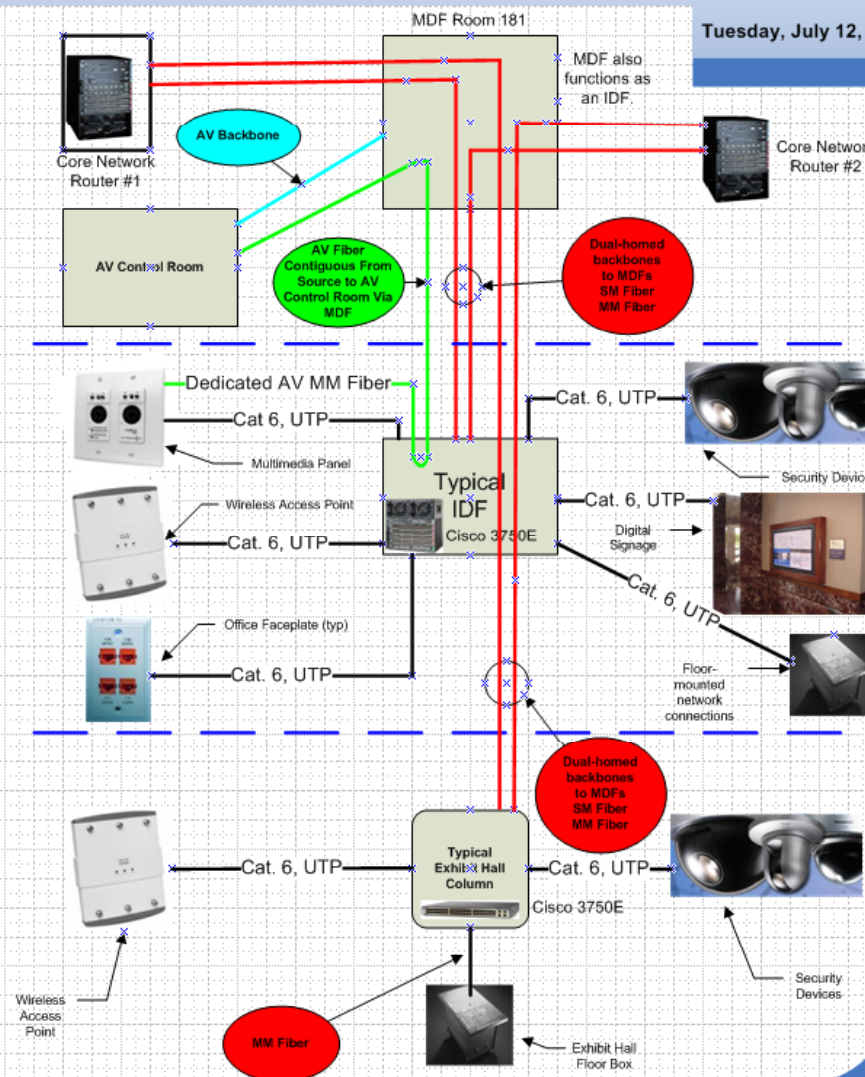 MDF Room 181
Tuesday, July 12,
MDF also
functions as
an IDF.
AV Backbone
Core Network
Router #1
Core Networ
Router #2
AV Control Room
AV Fiber
Contiguous From
Source to AV
Control Room Via
MDF
Dual-homed
backbones
to MDFs
SM Fiber
MM Fiber
Dedicated AV MM Fiber
Cat 6, UTP
Cat. 6, UTP
Multimedia Panel
Security Device
Typical
IDF
Cisco 3750E
Wireless Access Point
Cat. 6, UTP
Cat. 6, UTP
Digital
Signage
Cat. 6, UTP
Office Faceplate (typ)
Cat. 6, UTP
Floor-
mounted
network
connections
Dual-homed
backbones
to MDFs
SM Fiber
MM Fiber
Typical
Exhibit Hall
Column
Cat. 6, UTP
Cat. 6, UTP
Cisco 3750E
Wireless
Access
Point
Security
Devices
MM Fiber
Exhibit Hall
Floor Box